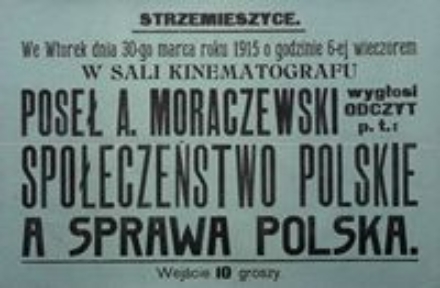 STRZEMIESZYCE.
We Wtorek dnia 30-go marca roku 1915 o godzinie 6-ej wieczorem
W SALI KINEMATOGRAFU
POSEŁ A. MORACZEWSKI wygłosi ODCZYT p. t.:
SPOŁECZEŃSTWO POLSKIE
A SPRAWA POLSKA.
Wejście 10 groszy.